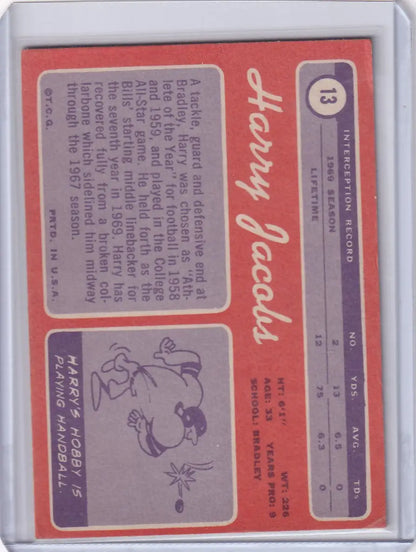 13
INTERCEPTION RECORD NO. YDS. AVG. TDs
1969 SEASON 2 13 6.5 0
LIFETIME 12 75 6.3 0
Harry Jacobs
HT: 6'1" WT: 226
AGE: 33 YEARS PRO: 9
SCHOOL: BRADLEY
A tackle, guard and defensive end at
Bradley, Harry was chosen as "Ath-
lete of the Year" for football in 1958
and 1959, and played in the College
All-Star game. He held forth as the
Bills' starting middle linebacker for
the seventh year in 1969. Harry has
recovered fully from a broken col-
larbone which sidelined him midway
through the 1967 season.
©T.C.G. PRTD. IN U.S.A.
HARRY'S HOBBY IS
PLAYING HANDBALL.